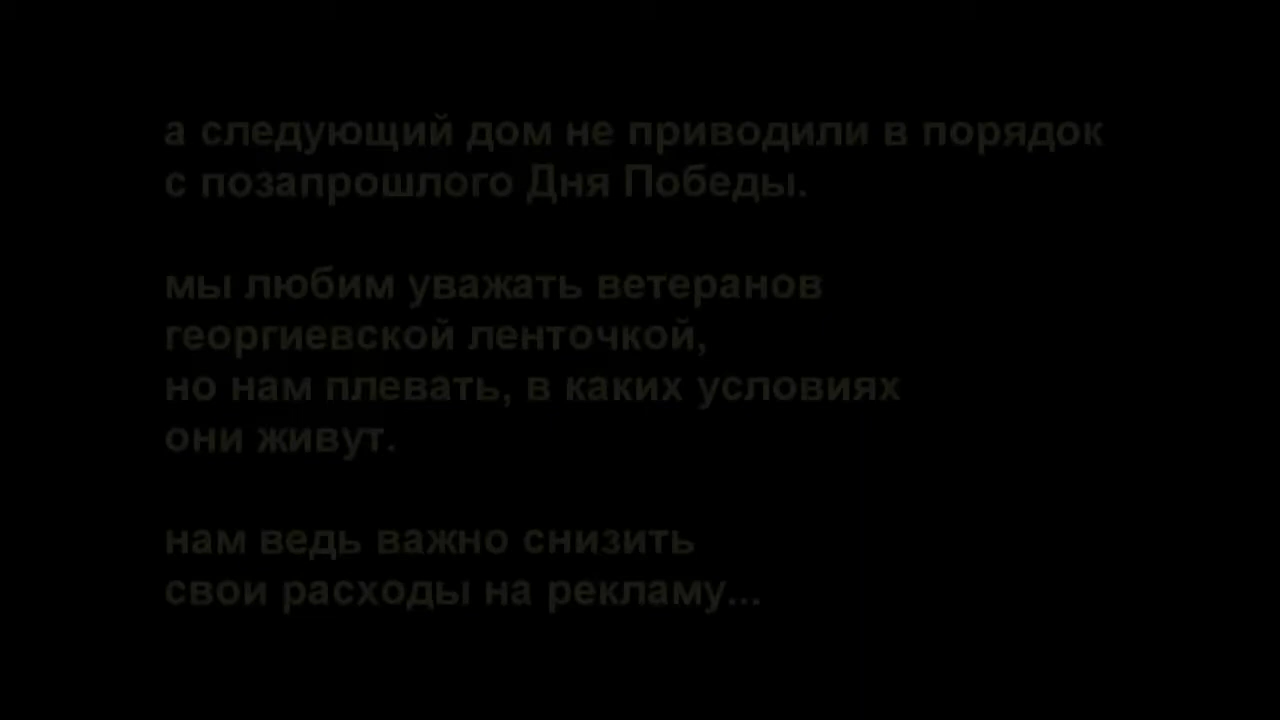 а следующий дом не приводили в порядок
с позапрошлого Дня Победы.
мы любим уважать ветеранов
георгиевской ленточкой,
но нам плевать, в каких условиях
они живут.
нам ведь важно снизить
свои расходы на рекламу...